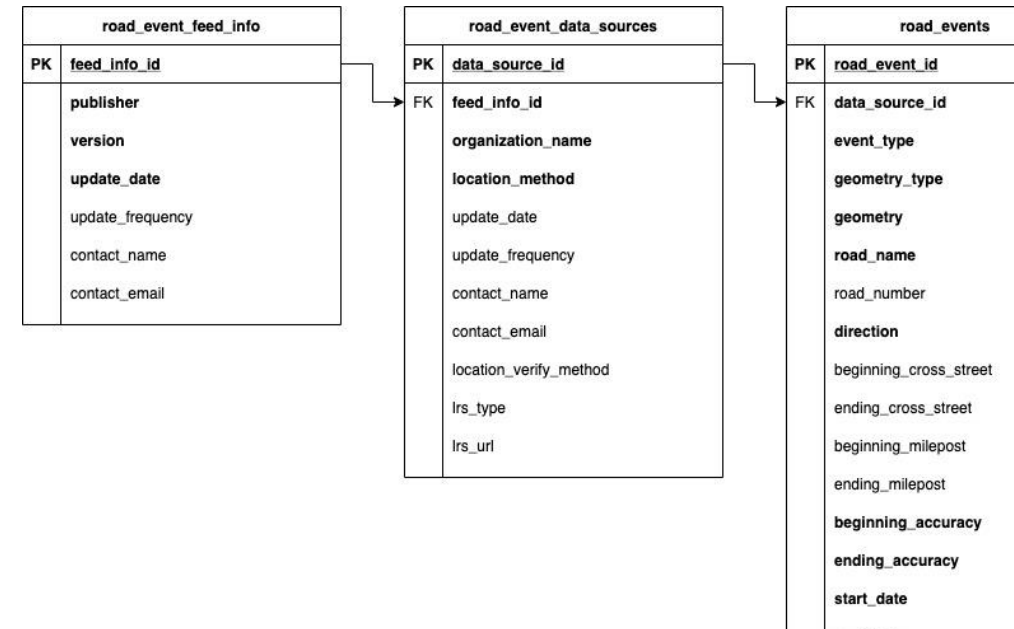 road_event_feed_info
PK feed_info_id
publisher
version
update_date
update_frequency
contact_name
contact_email
road_event_data_sources
PK data_source_id
FK feed_info_id
organization_name
location_method
update_date
update_frequency
contact_name
contact_email
location_verify_method
lrs_type
lrs_url
road_events
PK road_event_id
FK data_source_id
event_type
geometry_type
geometry
road_name
road_number
direction
beginning_cross_street
ending_cross_street
beginning_milepost
ending_milepost
beginning_accuracy
ending_accuracy
start_date